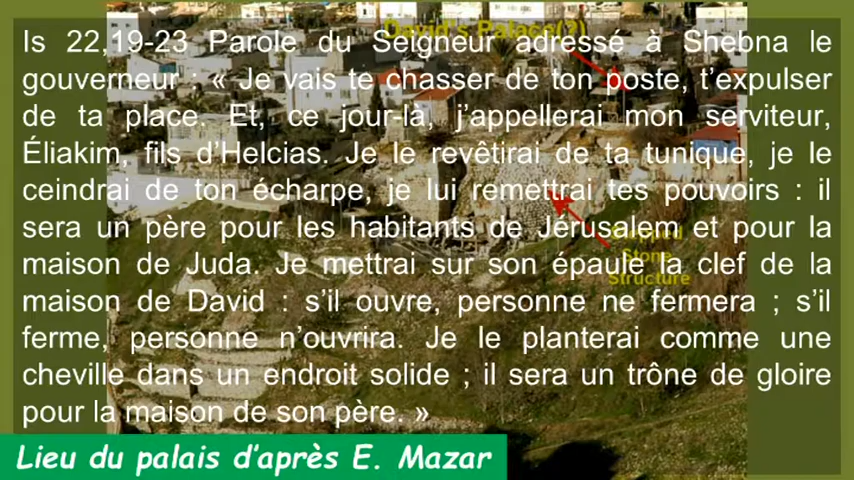 David's Palace(?)
Is 22,19-23 Parole du Seigneur adressé à Shebna le
gouverneur : « Je vais te chasser de ton poste, t’expulser
de ta place. Et, ce jour-là, j’appellerai mon serviteur,
Éliakim, fils d’Helcias. Je le revêtirai de ta tunique, je le
ceindrai de ton écharpe, je lui remettrai tes pouvoirs : il
sera un père pour les habitants de Jérusalem et pour la
maison de Juda. Je mettrai sur son épaule la clef de la
maison de David : s’il ouvre, personne ne fermera ; s’il
ferme, personne n’ouvrira. Je le planterai comme une
cheville dans un endroit solide ; il sera un trône de gloire
pour la maison de son père. »
Stone
Structure
Lieu du palais d’après E. Mazar